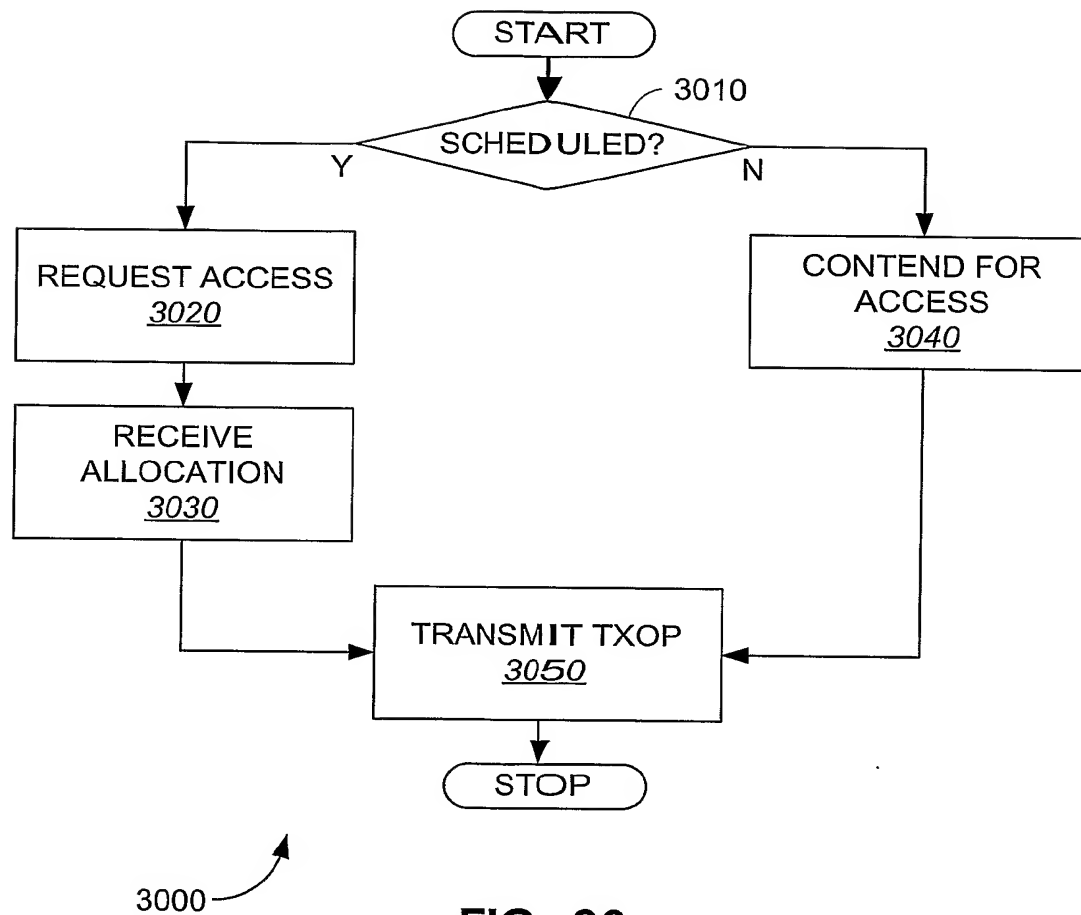 START
3010
SCHEDULED?
Y
N
REQUEST ACCESS
3020
CONTEND FOR
ACCESS
3040
RECEIVE
ALLOCATION
3030
TRANSMIT TXOP
3050
STOP
3000